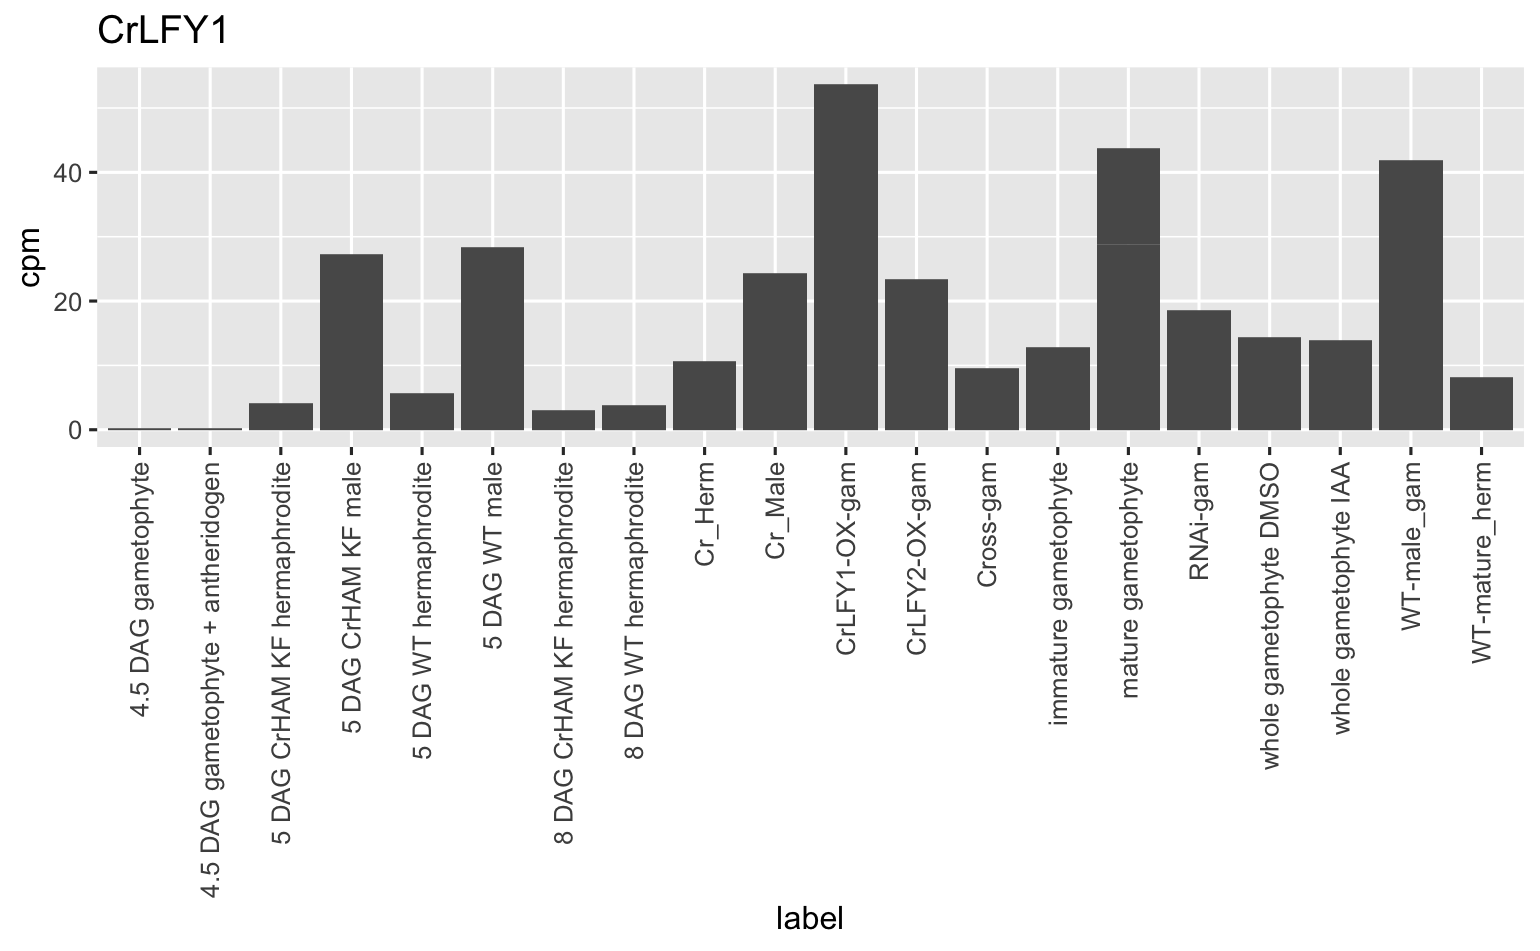 CrLFY1
cpm
40
20
0
4.5 DAG gametophyte
4.5 DAG gametophyte + antheridogen
5 DAG CrHAM KF hermaphrodite
5 DAG CrHAM KF male
5 DAG WT hermaphrodite
5 DAG WT male
8 DAG CrHAM KF hermaphrodite
8 DAG WT hermaphrodite
Cr_Herm
Cr_Male
CrLFY1-OX-gam
CrLFY2-OX-gam
Cross-gam
immature gametophyte
mature gametophyte
RNAi-gam
whole gametophyte DMSO
whole gametophyte IAA
WT-male_gam
WT-mature_herm
label